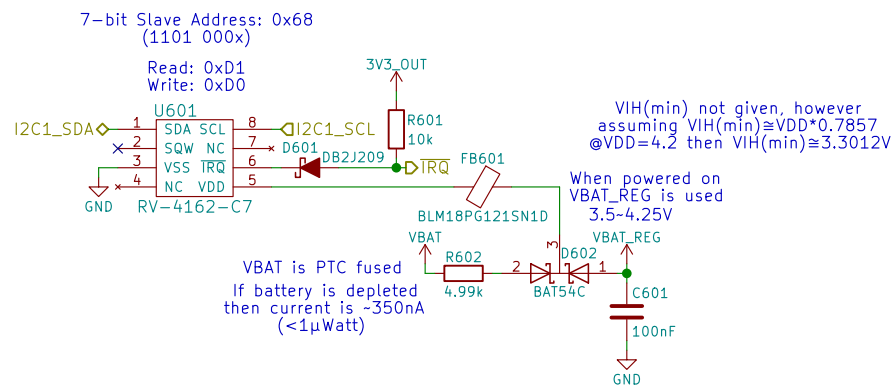 7-bit Slave Address: 0x68
(1101 000x)
Read: 0xD1
Write: 0xD0
3V3_OUT
U601
I2C1_SDA
1
SDA SCL
8
I2C1_SCL
R601
10k
2
SQW NC
7
D601
3
VSS IRQ
6
DB2J209
IRQ
4
NC VDD
5
GND
RV-4162-C7
FB601
BLM18PG121SN1D
VIH(min) not given, however
assuming VIH(min)≅VDD*0.7857
@VDD=4.2 then VIH(min)≅3.3012V
When powered on
VBAT_REG is used
3.5~4.25V
VBAT
R602
4.99k
3
D602
2
1
BAT54C
VBAT_REG
VBAT is PTC fused
If battery is depleted
then current is ~350nA
(<1µWatt)
C601
100nF
GND